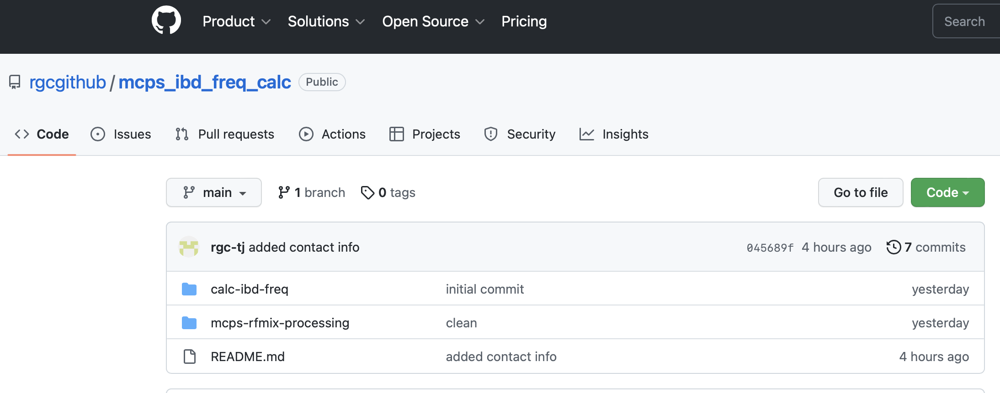 Product Solutions Open Source Pricing Search
rgcgithub / mcps_ibd_freq_calc Public
Code Issues Pull requests Actions Projects Security Insights
main 1 branch 0 tags Go to file Code
rgc-tj added contact info 045689f 4 hours ago 7 commits
calc-ibd-freq initial commit yesterday
mcps-rfmix-processing clean yesterday
README.md added contact info 4 hours ago